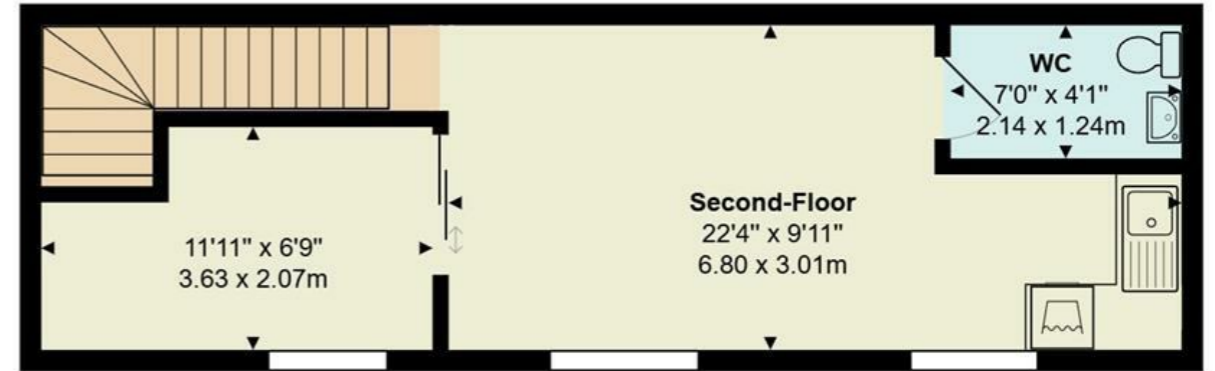 WC
7'0" x 4'1"
2.14 x 1.24m
Second-Floor
22'4" x 9'11"
6.80 x 3.01m
11'11" x 6'9"
3.63 x 2.07m